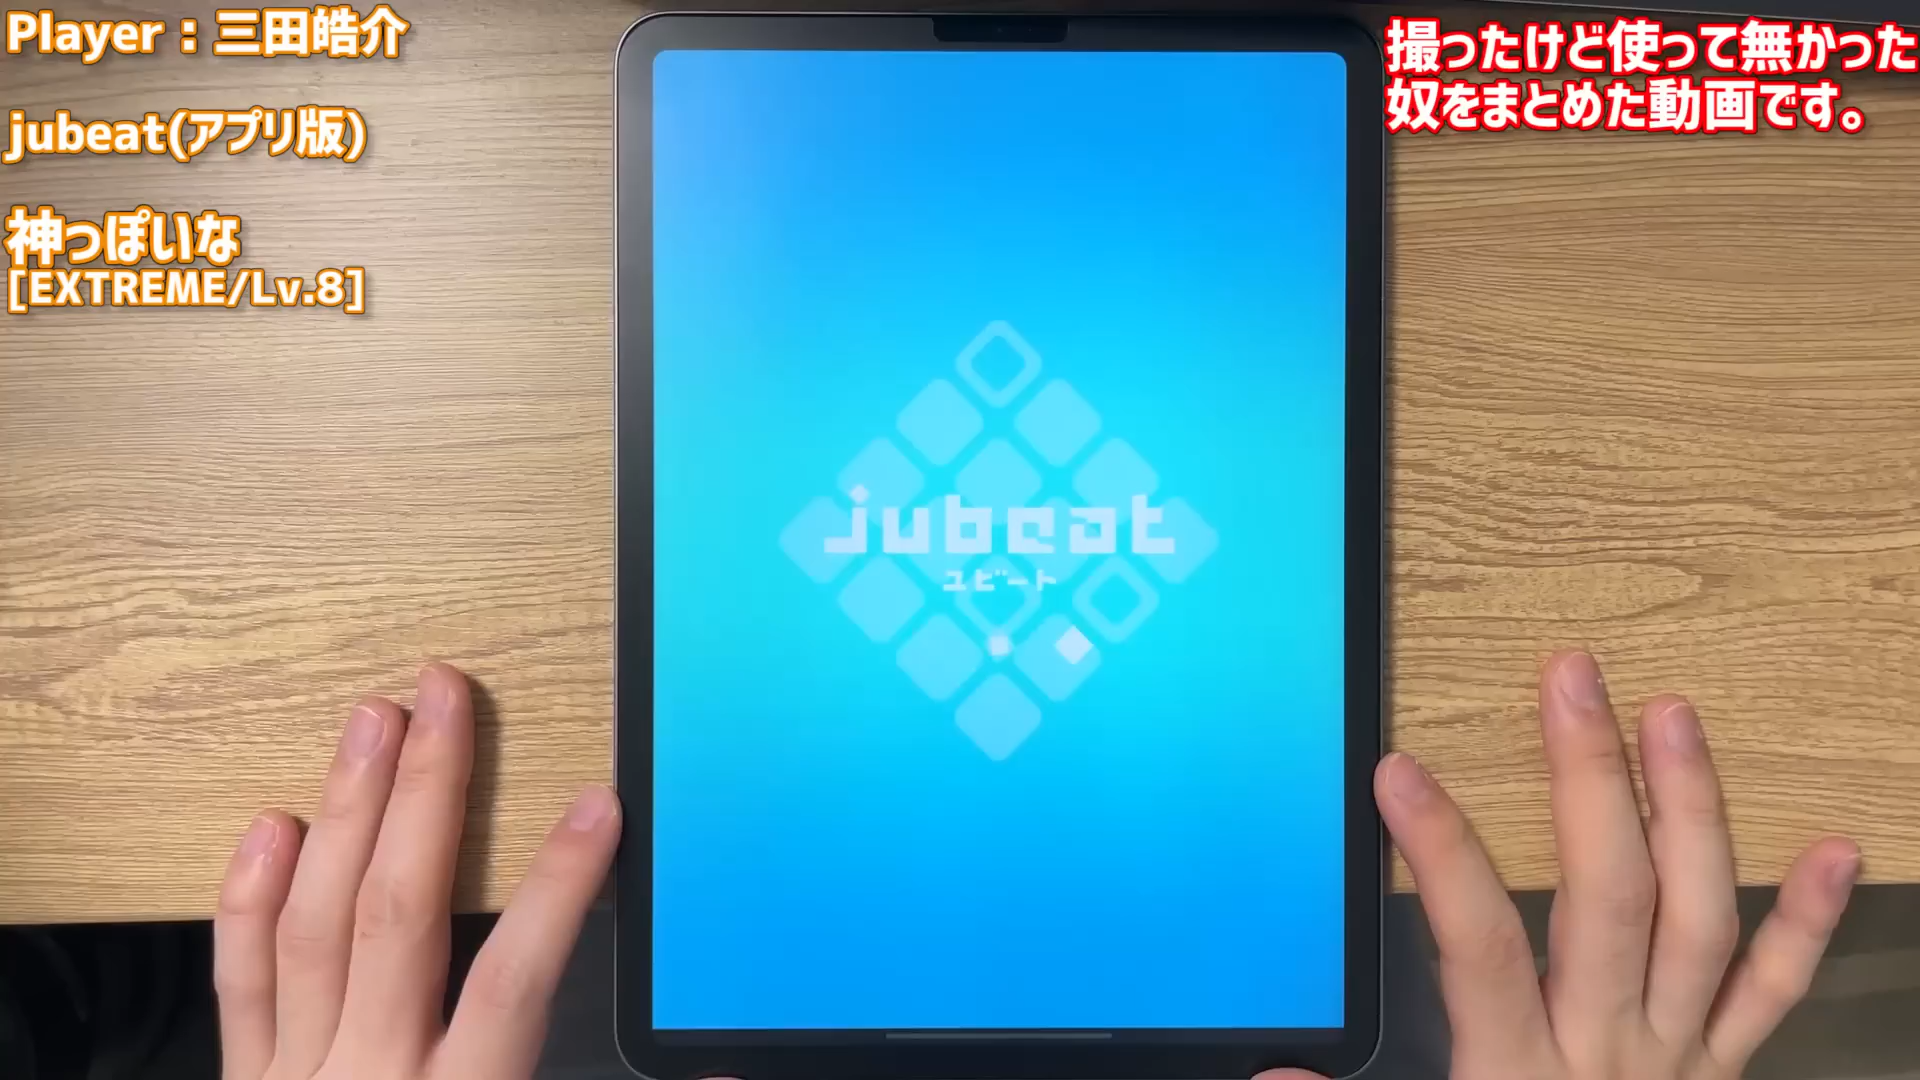 Player：三田皓介
jubeat(アプリ版)
神っぽいな
[EXTREME/Lv.8]
撮ったけど使って無かった
奴をまとめた動画です。
jubeat
ユビート